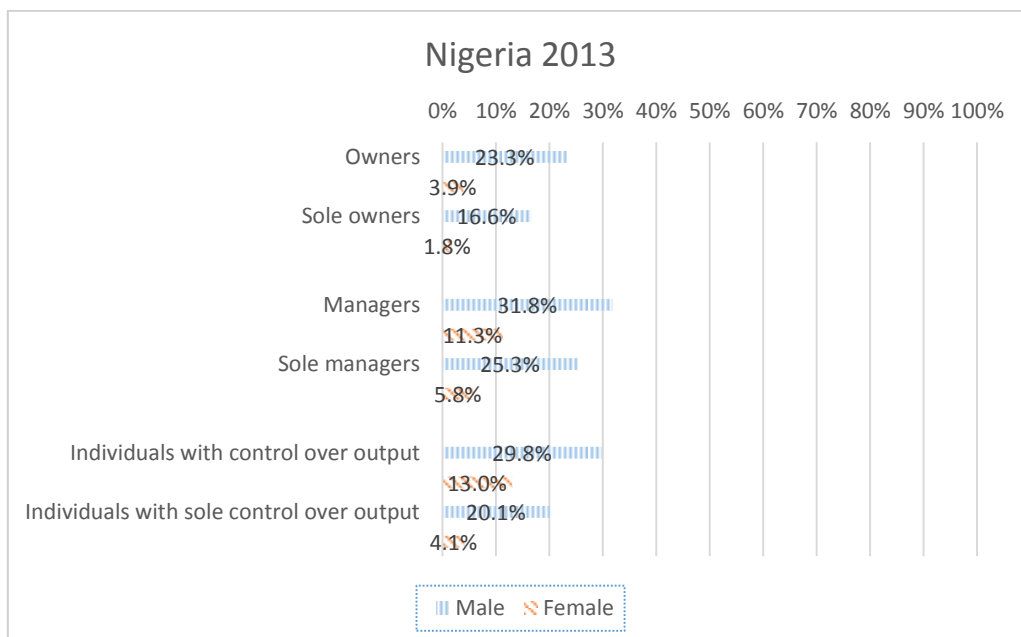 Nigeria 2013
0% 10% 20% 30% 40% 50% 60% 70% 80% 90% 100%
Owners 23.3%
3.9%
Sole owners 16.6%
1.8%
Managers 31.8%
11.3%
Sole managers 25.3%
5.8%
Individuals with control over output 29.8%
13.0%
Individuals with sole control over output 20.1%
4.1%
Male Female